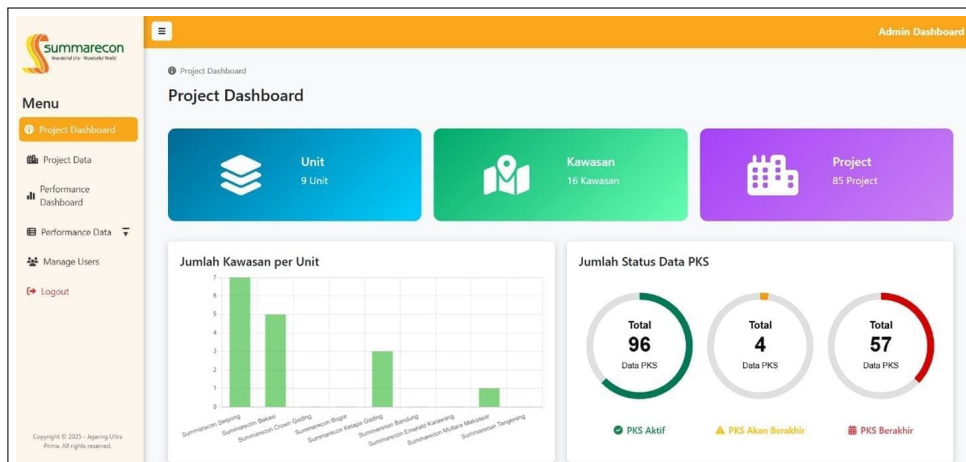 summarecon
Wonderful Life - Wonderful World
Admin Dashboard
Menu
Project Dashboard
Project Data
Performance
Dashboard
Performance Data
Manage Users
Logout
Copyright © 2025 - Jejaring Ultra
Prima. All rights reserved.
Project Dashboard
Project Dashboard
Unit
9 Unit
Kawasan
16 Kawasan
Project
85 Project
Jumlah Kawasan per Unit
7
6
5
4
3
2
1
0
Summarecon Serpong
Summarecon Bekasi
Summarecon Crown Gading
Summarecon Bogor
Summarecon Kelapa Gading
Summarecon Bandung
Summarecon Emerald Karawang
Summarecon Mutiara Makassar
Summarecon Tangerang
Jumlah Status Data PKS
Total
96
Data PKS
Total
4
Data PKS
Total
57
Data PKS
PKS Aktif
PKS Akan Berakhir
PKS Berakhir